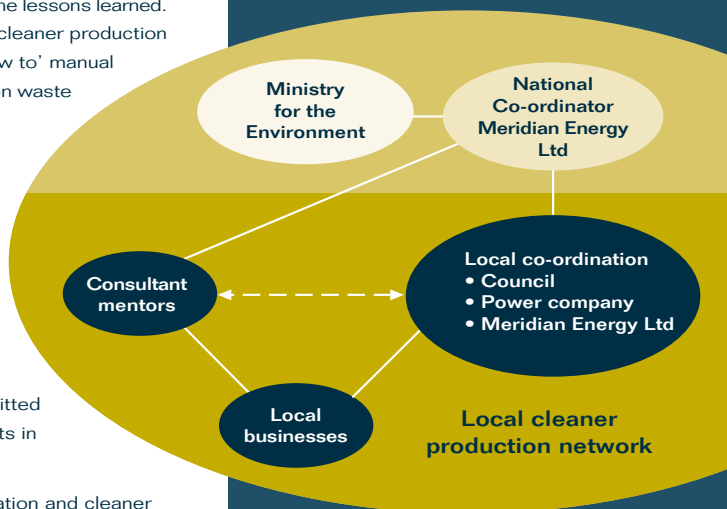 ne lessons learned.
cleaner production
w to’ manual
on waste
itted
ts in
ation and cleaner
Ministry
for the
Environment
National
Co-ordinator
Meridian Energy
Ltd
Consultant
mentors
Local co-ordination
• Council
• Power company
• Meridian Energy Ltd
Local
businesses
Local cleaner
production network